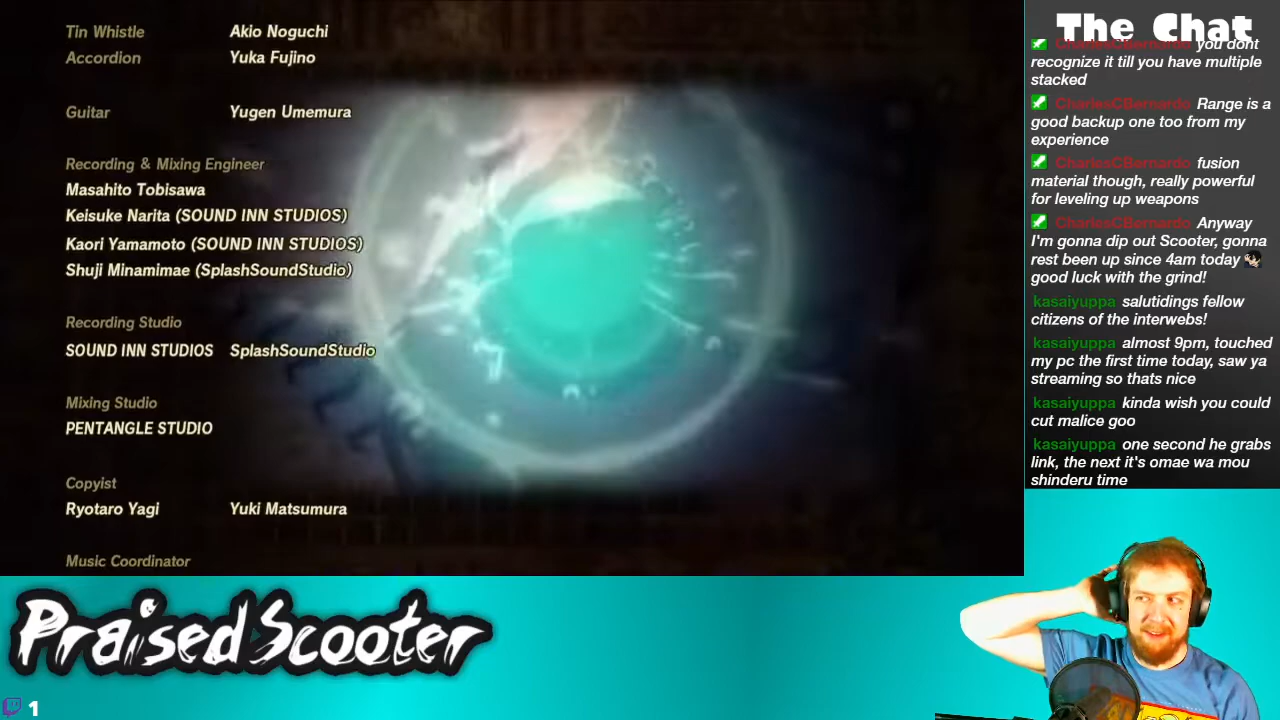 Tin Whistle Akio Noguchi
Accordion Yuka Fujino
Guitar Yugen Umemura
Recording & Mixing Engineer
Masahito Tobisawa
Keisuke Narita (SOUND INN STUDIOS)
Kaori Yamamoto (SOUND INN STUDIOS)
Shuji Minamimae (SplashSoundStudio)
Recording Studio
SOUND INN STUDIOS SplashSoundStudio
Mixing Studio
PENTANGLE STUDIO
Copyist
Ryotaro Yagi Yuki Matsumura
Music Coordinator
The Chat
CharlesCBernardo you dont
recognize it till you have multiple
stacked
CharlesCBernardo Range is a
good backup one too from my
experience
CharlesCBernardo fusion
material though, really powerful
for leveling up weapons
CharlesCBernardo Anyway
I'm gonna dip out Scooter, gonna
rest been up since 4am today
good luck with the grind!
kasaiyuppa salutidings fellow
citizens of the interwebs!
kasaiyuppa almost 9pm, touched
my pc the first time today, saw ya
streaming so thats nice
kasaiyuppa kinda wish you could
cut malice goo
kasaiyuppa one second he grabs
link, the next it's omae wa mou
shinderu time
PraisedScooter
1